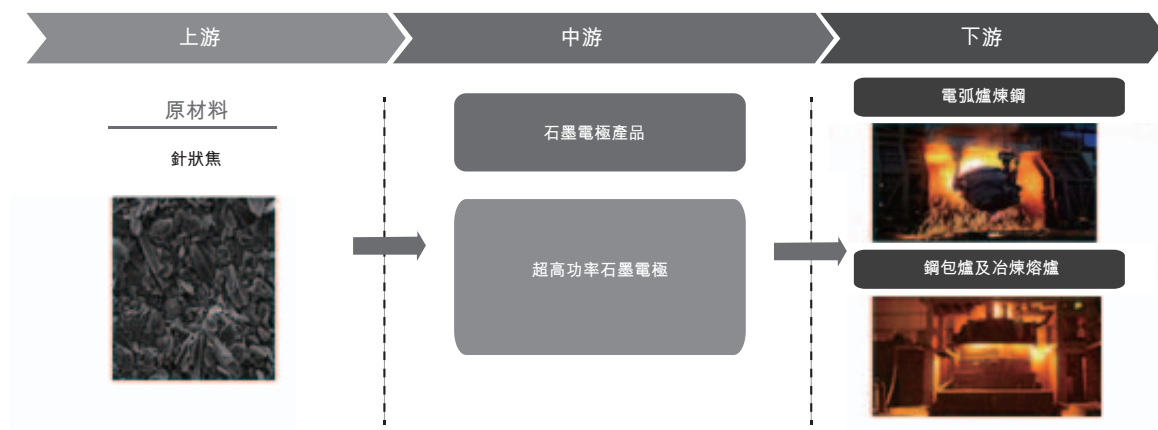 上游
中游
下游
原材料
針狀焦
石墨電極產品
超高功率石墨電極
電弧爐煉鋼
鋼包爐及冶煉熔爐